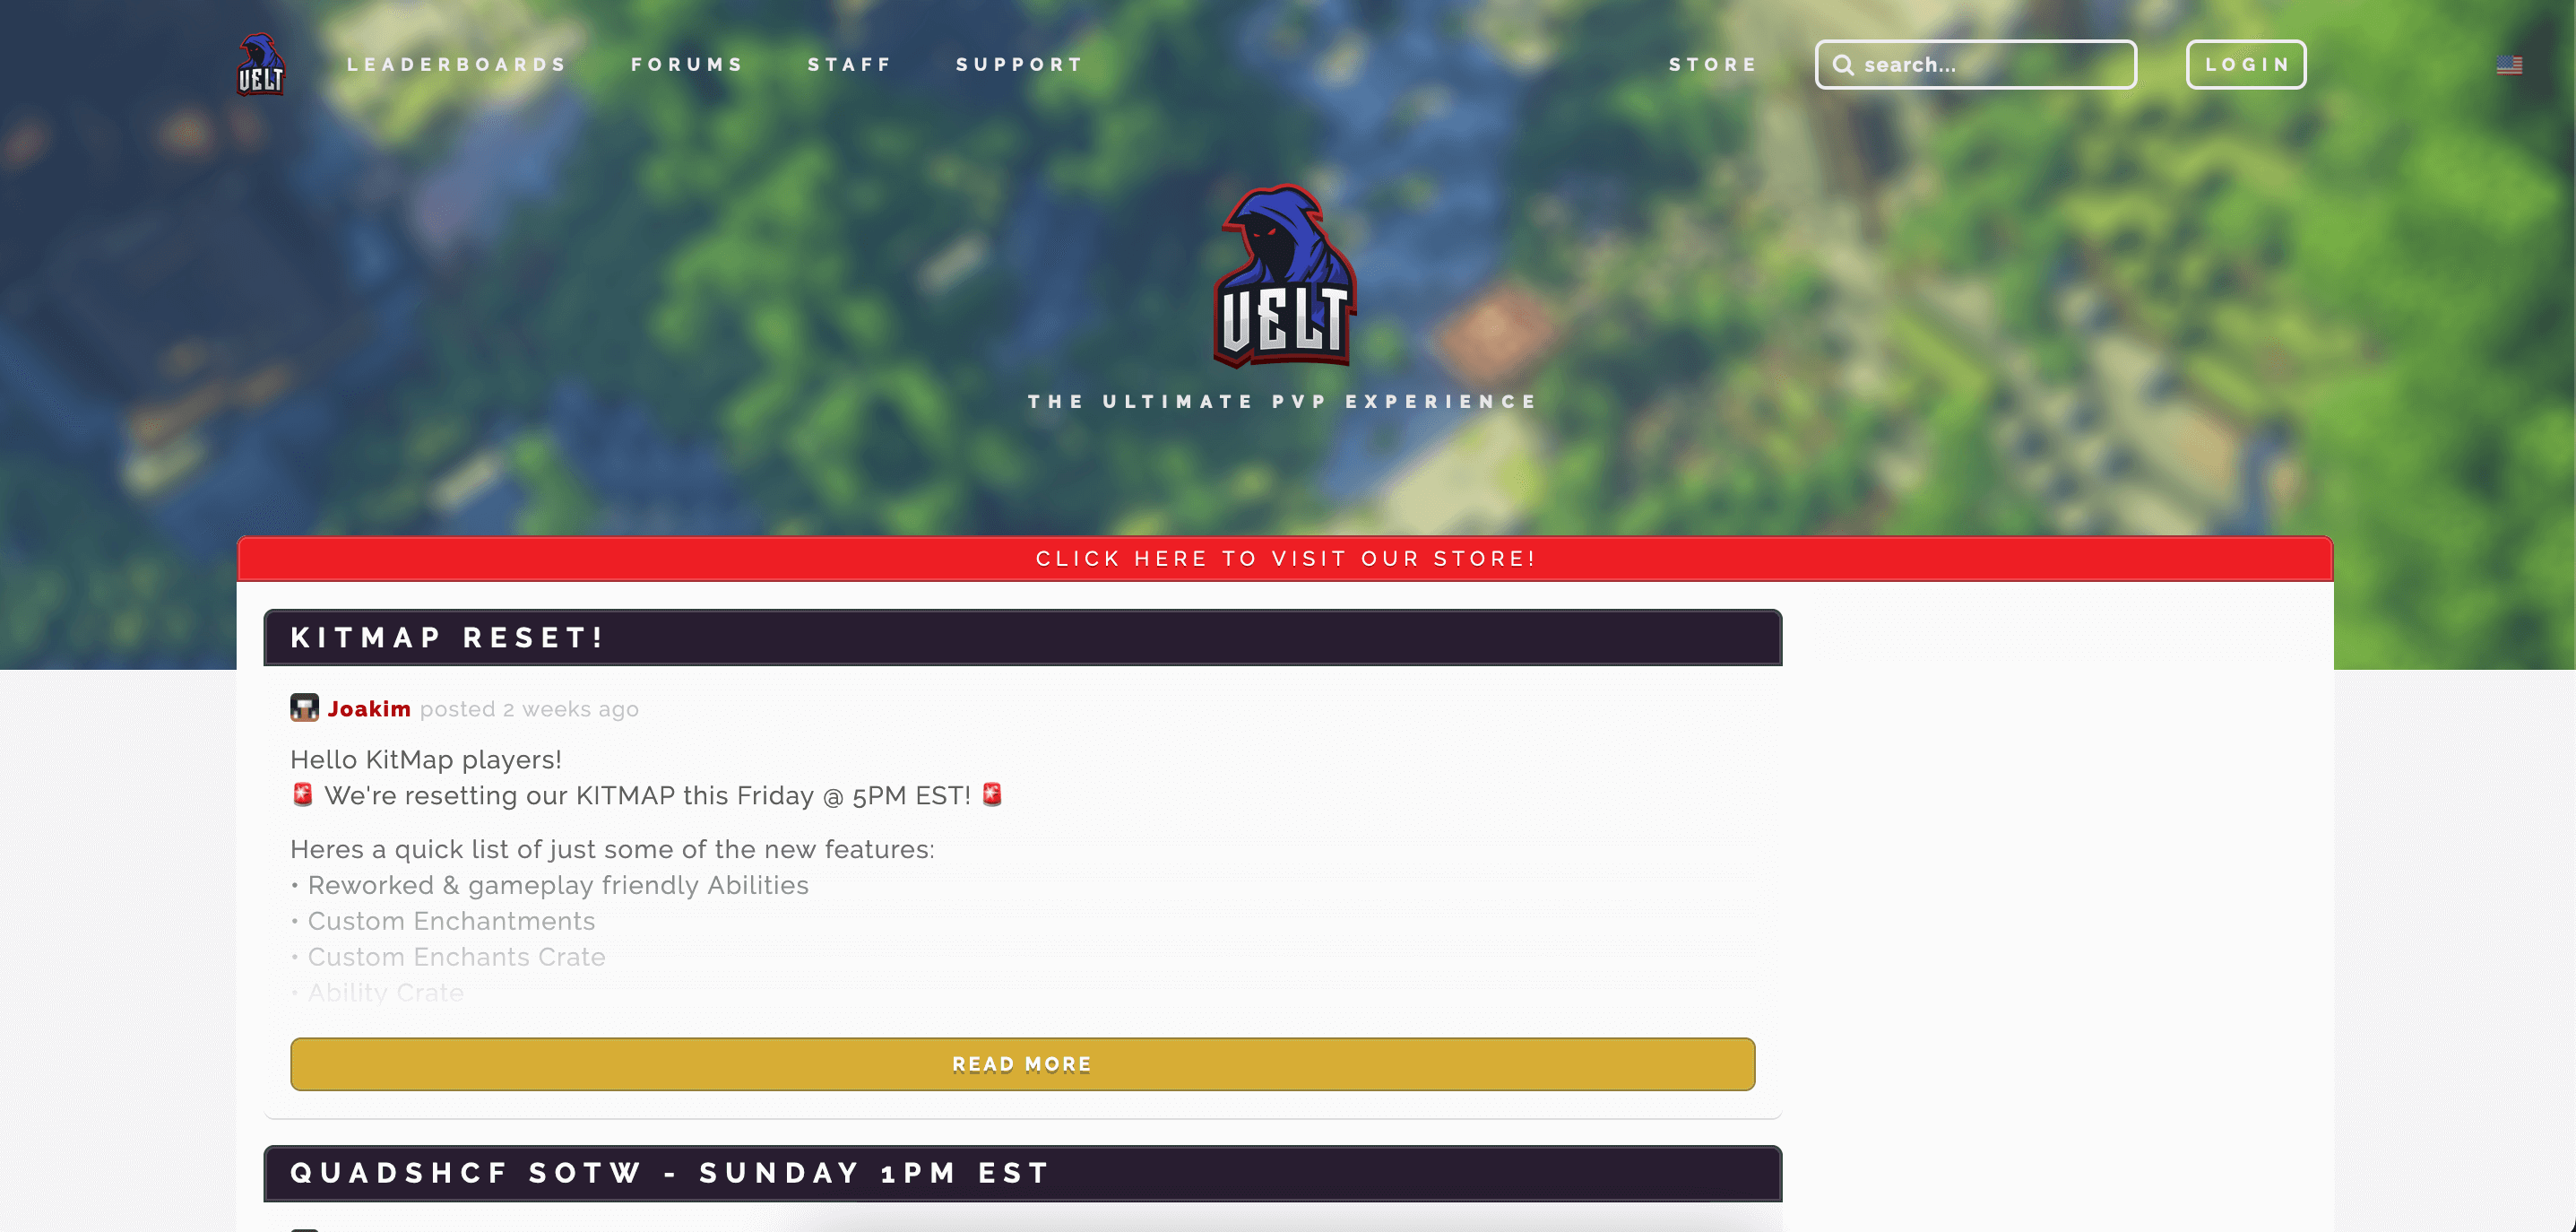 VELT
LEADERBOARDS
FORUMS
STAFF
SUPPORT
STORE
search...
LOGIN
VELT
THE ULTIMATE PVP EXPERIENCE
CLICK HERE TO VISIT OUR STORE!
KITMAP RESET!
Joakim posted 2 weeks ago
Hello KitMap players!
🚨 We're resetting our KITMAP this Friday @ 5PM EST! 🚨
Heres a quick list of just some of the new features:
• Reworked & gameplay friendly Abilities
• Custom Enchantments
• Custom Enchants Crate
• Ability Crate
READ MORE
QUADSHCF SOTW - SUNDAY 1PM EST